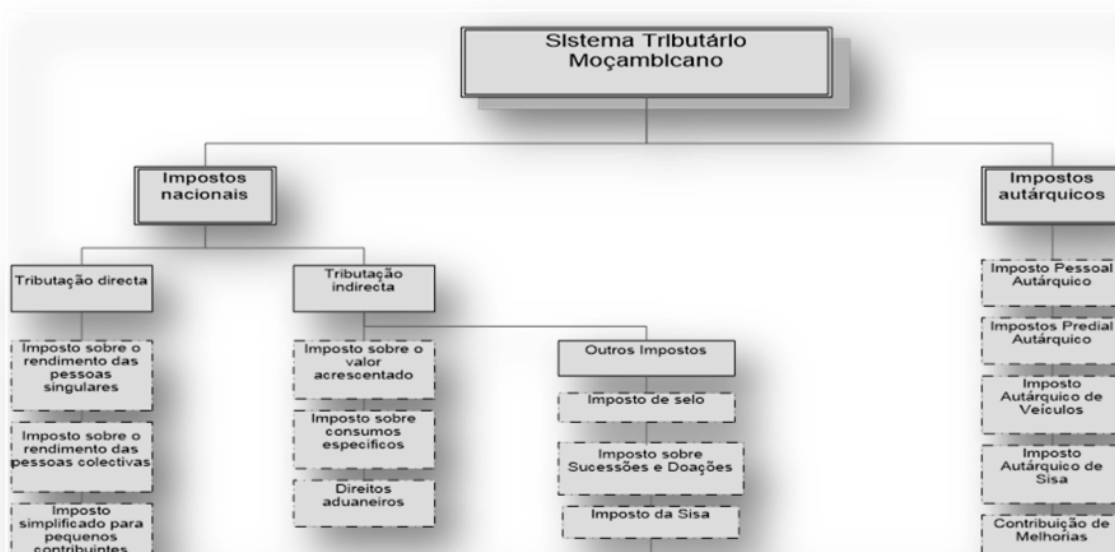 Sistema Tributário
Moçambicano
Impostos
nacionais
Impostos
autárquicos
Tributação directa
Tributação
indirecta
Imposto sobre o
rendimento das
pessoas
singulares
Imposto sobre o
rendimento das
pessoas colectivas
Imposto
simplificado para
pequenos
contribuintes
Imposto sobre o
valor
acrescentado
Imposto sobre
consumos
especificos
Direitos
aduaneiros
Outros Impostos
Imposto de selo
Imposto sobre
Sucessões e Doações
Imposto da Sisa
Imposto Pessoal
Autárquico
Impostos Predial
Autárquico
Imposto
Autárquico de
Veículos
Imposto
Autárquico de
Sisa
Contribuição de
Melhorias